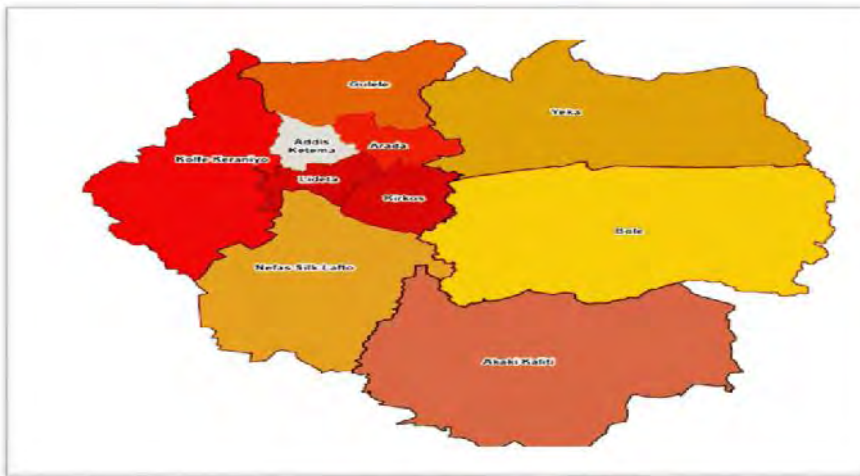 Gulele
Yeka
Addis
Ketema
Arada
Kolfe Keraniyo
Lideta
Kirkos
Bole
Nefas Silk Lafto
Akaki Kaliti